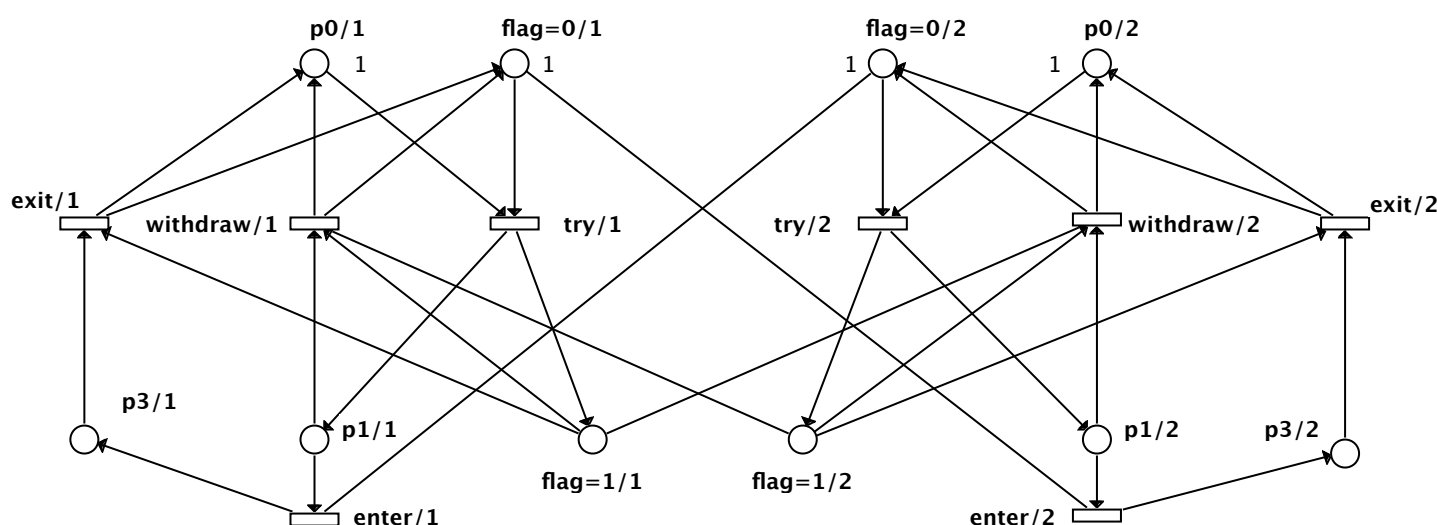 p0/1
flag=0/1
flag=0/2
p0/2
1
1
1
1
exit/1
withdraw/1
try/1
try/2
withdraw/2
exit/2
p3/1
p1/1
flag=1/1
flag=1/2
p1/2
p3/2
enter/1
enter/2